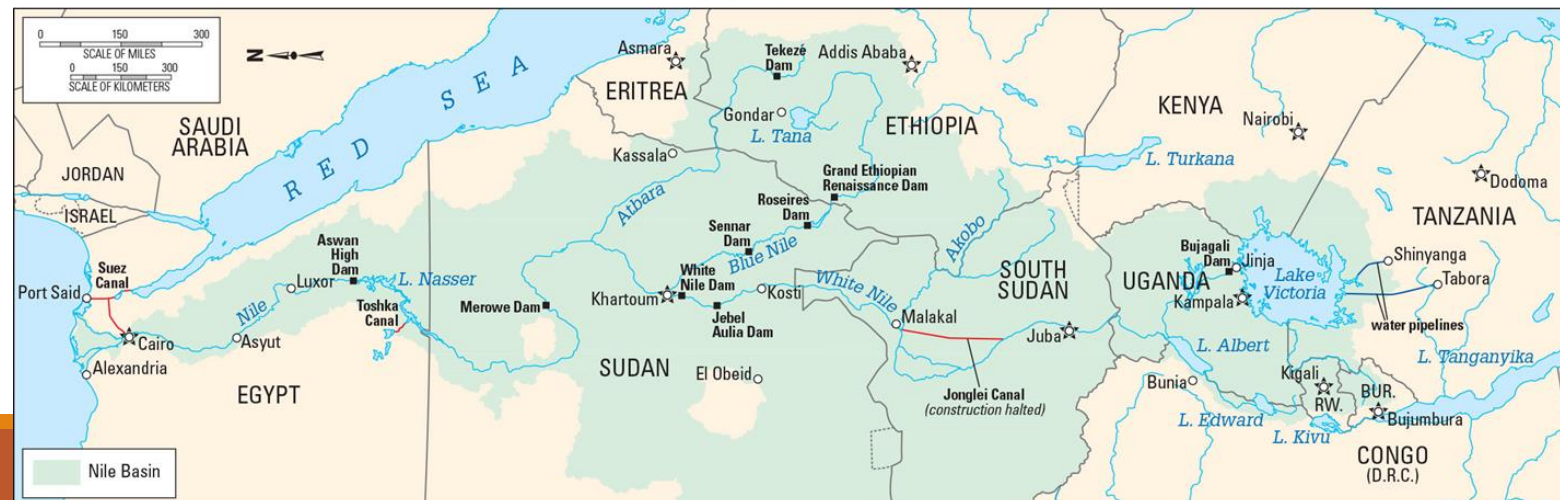 0 150 300
SCALE OF MILES
0 150 300
SCALE OF KILOMETERS
N
RED SEA
SAUDI
ARABIA
JORDAN
ISRAEL
Suez
Canal
Port Said
Cairo
Alexandria
Nile
Asyut
Luxor
EGYPT
Aswan
High
Dam
L. Nasser
Toshka
Canal
Merowe Dam
SUDAN
Atbara
Kassala
Asmara
ERITREA
Tekezé
Dam
Gondar
L. Tana
Addis Ababa
ETHIOPIA
Grand Ethiopian
Renaissance Dam
Roseires
Dam
Sennar
Dam
Blue Nile
Khartoum
White
Nile Dam
Jebel
Aulia Dam
Kosti
White Nile
El Obeid
Malakal
Akobo
SOUTH
SUDAN
Juba
Jonglei Canal
(construction halted)
KENYA
Nairobi
L. Turkana
UGANDA
Bujagali
Dam
Jinja
Kampala
Lake
Victoria
TANZANIA
Dodoma
Shinyanga
Tabora
water pipelines
L. Tanganyika
L. Albert
Bunia
L. Edward
Kigali
RW.
BUR.
Bujumbura
L. Kivu
CONGO
(D.R.C.)
Nile Basin